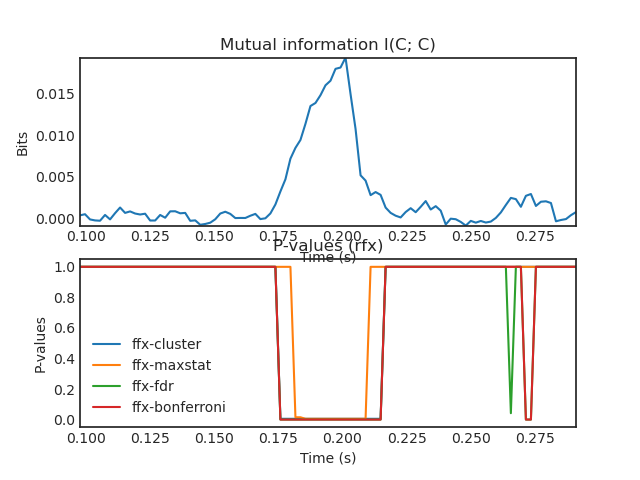 Mutual information I(C; C)
Bits
0.015
0.010
0.005
0.000
0.100 0.125 0.150 0.175 0.200 0.225 0.250 0.275
Time (s)
P-values (rfx)
P-values
1.0
0.8
0.6
0.4
0.2
0.0
ffx-cluster
ffx-maxstat
ffx-fdr
ffx-bonferroni
0.100 0.125 0.150 0.175 0.200 0.225 0.250 0.275
Time (s)